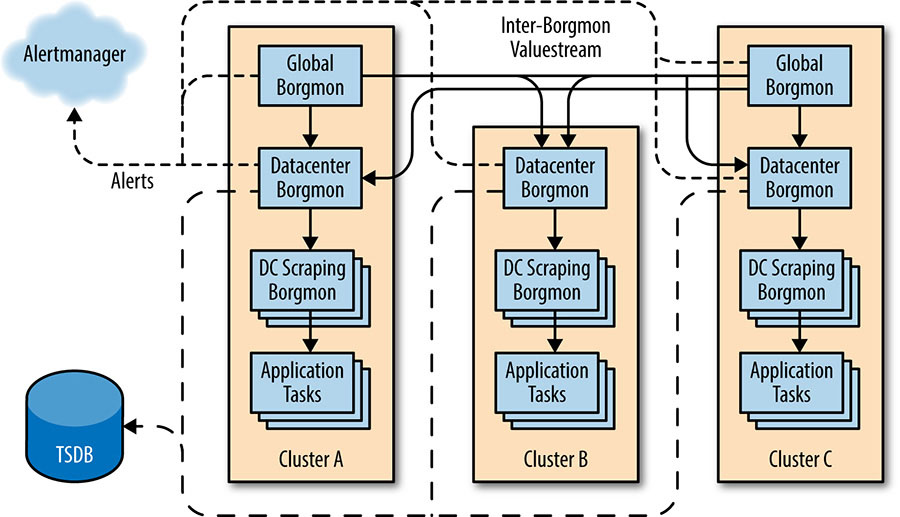 Alertmanager
Inter-Borgmon
Valuestream
Global
Borgmon
Global
Borgmon
Alerts
Datacenter
Borgmon
Datacenter
Borgmon
Datacenter
Borgmon
DC Scraping
Borgmon
DC Scraping
Borgmon
DC Scraping
Borgmon
Application
Tasks
Application
Tasks
Application
Tasks
TSDB
Cluster A
Cluster B
Cluster C